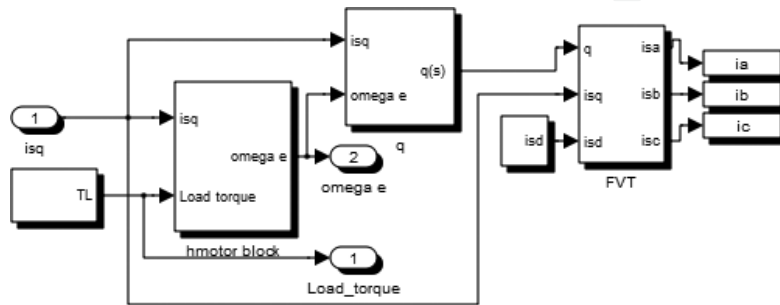 isq
omega e
q(s)
q
q
isq
isd
isa
isb
isc
FVT
ia
ib
ic
isd
1
isq
isq
Load torque
omega e
hmotor block
2
omega e
TL
1
Load_torque